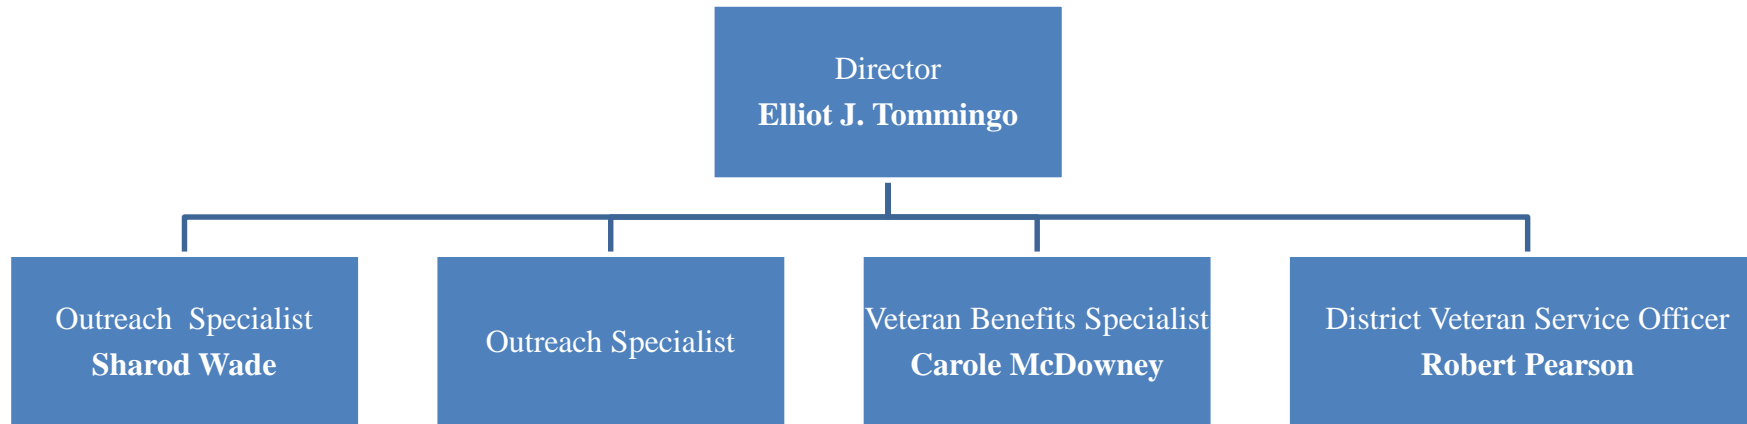 Director
Elliot J. Tommingo
Outreach  Specialist
Sharod Wade
Outreach Specialist
Veteran Benefits Specialist
Carole McDowney
District Veteran Service Officer
Robert Pearson